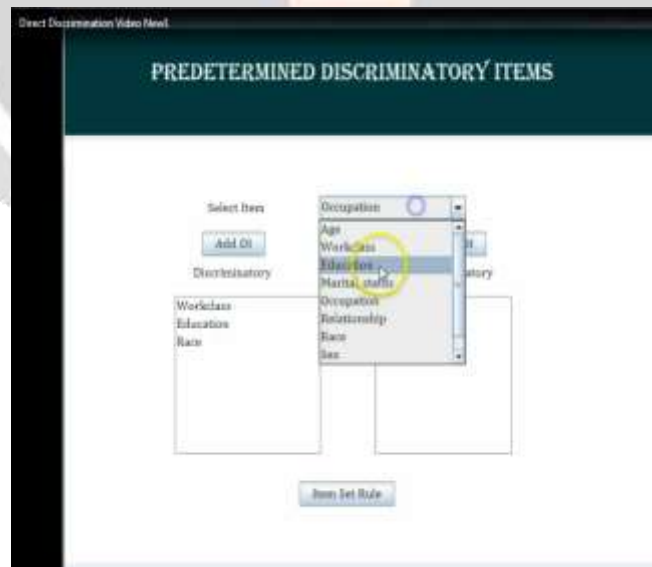 Direct Discrimination Video New1
PREDETERMINED DISCRIMINATORY ITEMS
Select Item
Occupation
Add DI
Age
Workclass
Education
Marital_status
Occupation
Relationship
Race
Sex
Discriminatory
Workclass
Education
Race
Item Set Rule